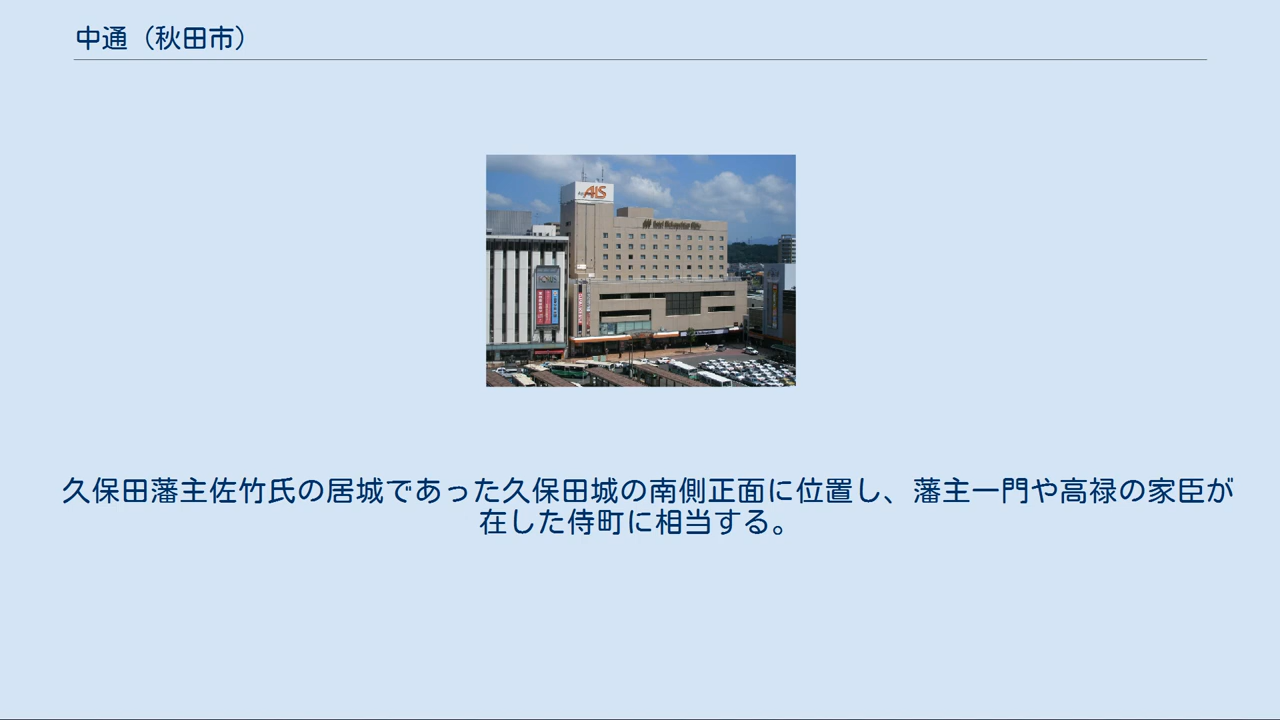 中通（秋田市）
AIS
久保田藩主佐竹氏の居城であった久保田城の南側正面に位置し、藩主一門や高禄の家臣が
在した侍町に相当する。